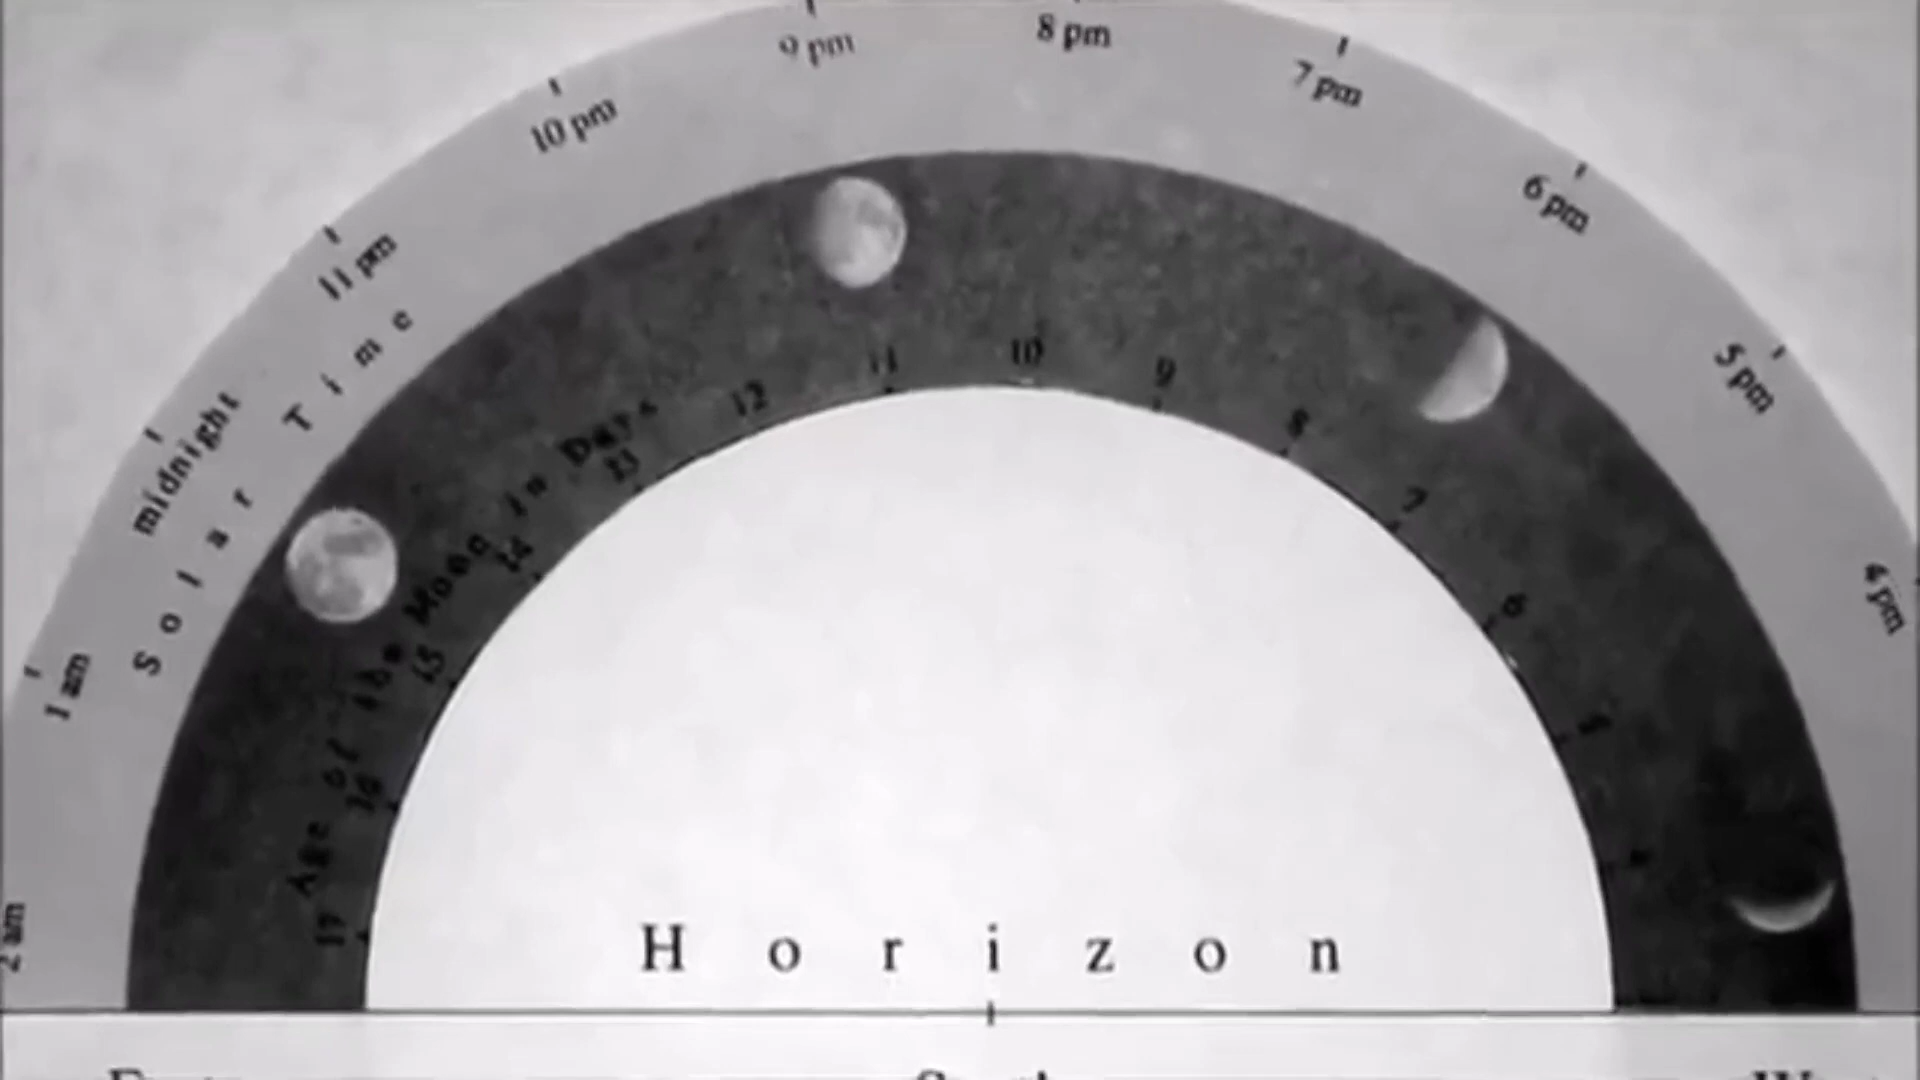 9 pm
8 pm
7 pm
10 pm
6 pm
11 pm
5 pm
midnight
4 pm
1 am
2 am
Solar Time
Age of the Moon in Days
17
15
14
13
12
11
10
9
8
7
6
Horizon